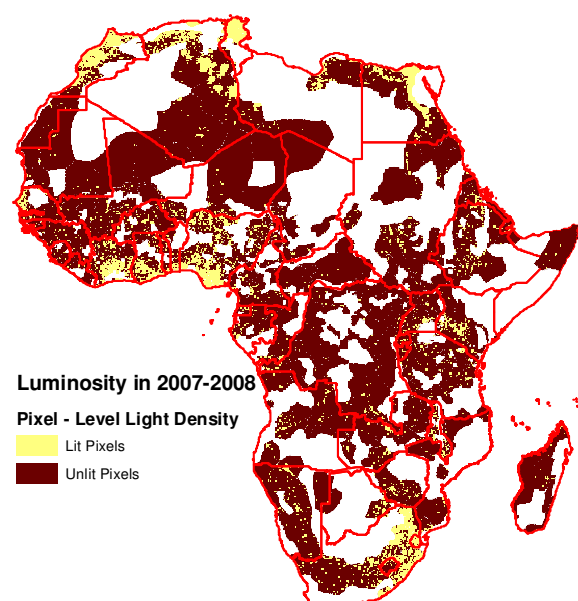 Luminosity in 2007-2008
Pixel - Level Light Density
Lit Pixels
Unlit Pixels